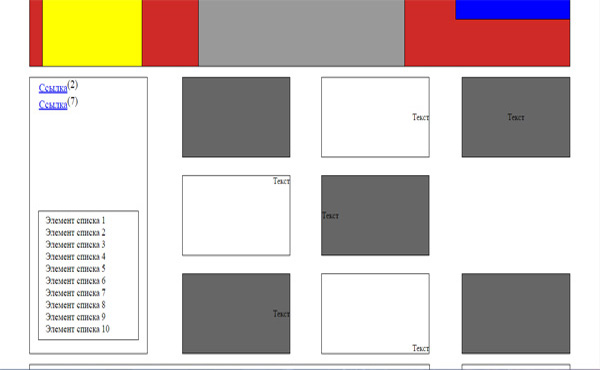 Ссылка(2)
Ссылка(7)
Текст
Текст
Текст
Текст
Элемент списка 1
Элемент списка 2
Элемент списка 3
Элемент списка 4
Элемент списка 5
Элемент списка 6
Элемент списка 7
Элемент списка 8
Элемент списка 9
Элемент списка 10
Текст
Текст